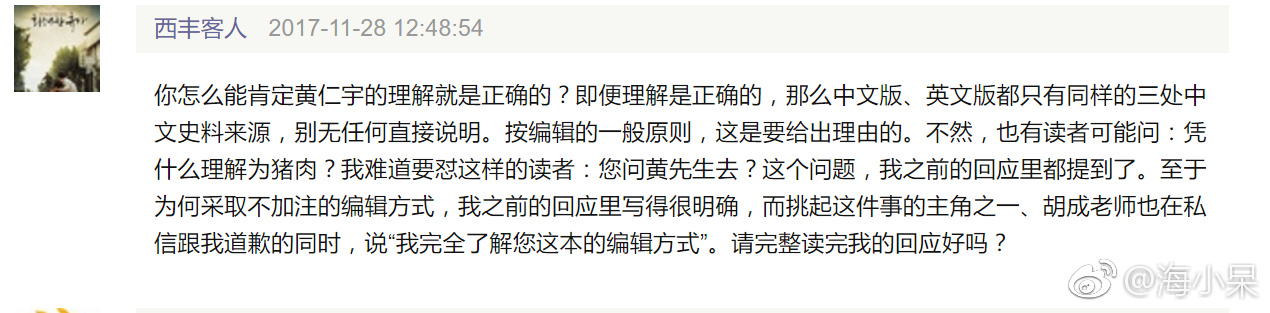 西丰客人 2017-11-28 12:48:54
你怎么能肯定黄仁宇的理解就是正确的？即便理解是正确的，那么中文版、英文版都只有同样的三处中
文史料来源，别无任何直接说明。按编辑的一般原则，这是要给出理由的。不然，也有读者可能问：凭
什么理解为猪肉？我难道要怼这样的读者：您问黄先生去？这个问题，我之前的回应里都提到了。至于
为何采取不加注的编辑方式，我之前的回应里写得很明确，而挑起这件事的主角之一、胡成老师也在私
信跟我道歉的同时，说“我完全了解您这本的编辑方式”。请完整读完我的回应好吗？
@海小呆